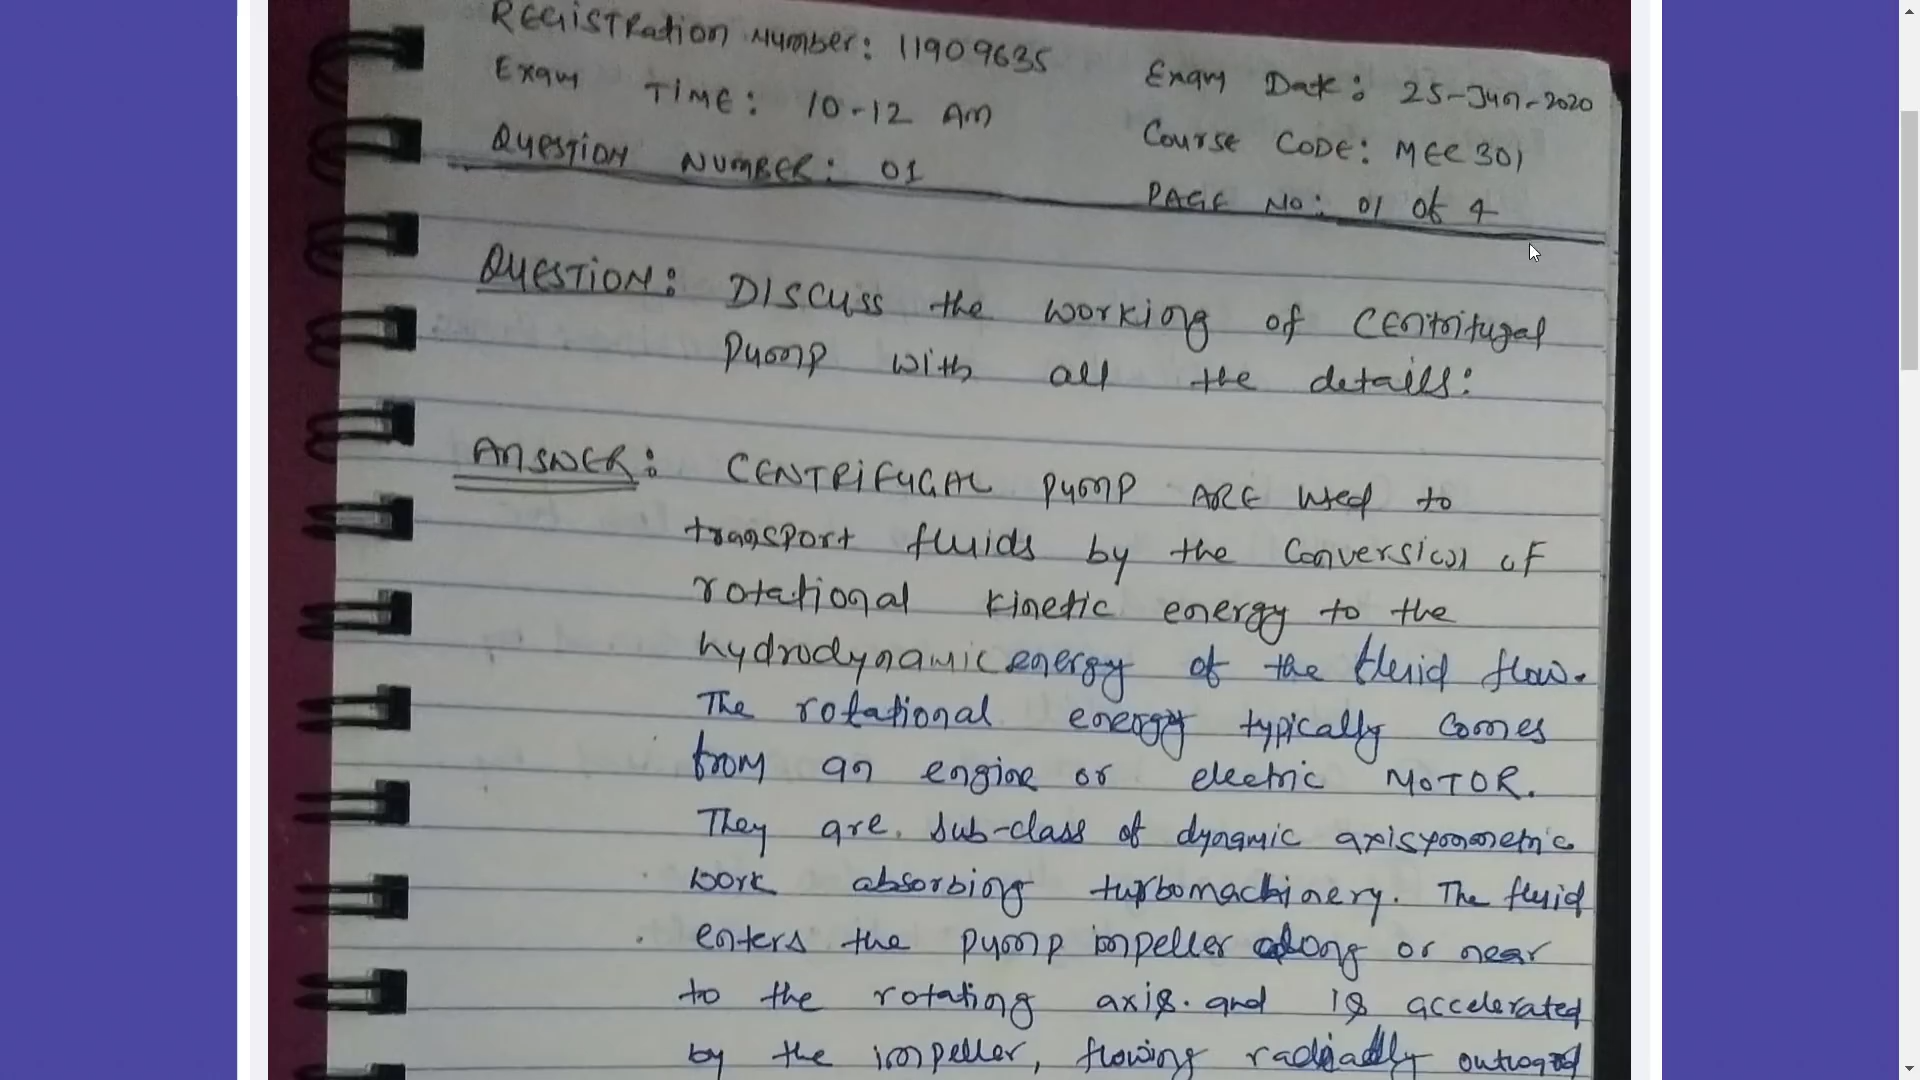 REGISTRation Number: 11909635
Exam TIME: 10-12 AM
Exam Date: 25-Jun-2020
QUESTION NUMBER: 01
Course CODE: MEC301
PAGE No: 01 of 4
QUESTION: DISCUSS the working of CENtrifugal
pump with all the details:
ANSWER: CENTRIFUGAL pump ARE used to
transport fluids by the conversion of
rotational kinetic energy to the
hydrodynamic energy of the fluid flow.
The rotational energy typically comes
from an engine or electric MOTOR.
They are sub-class of dynamic axisymmetric
work absorbing turbomachinery. The fluid
enters the pump impeller along or near
to the rotating axis. and is accelerated
by the impeller, flowing radially outward